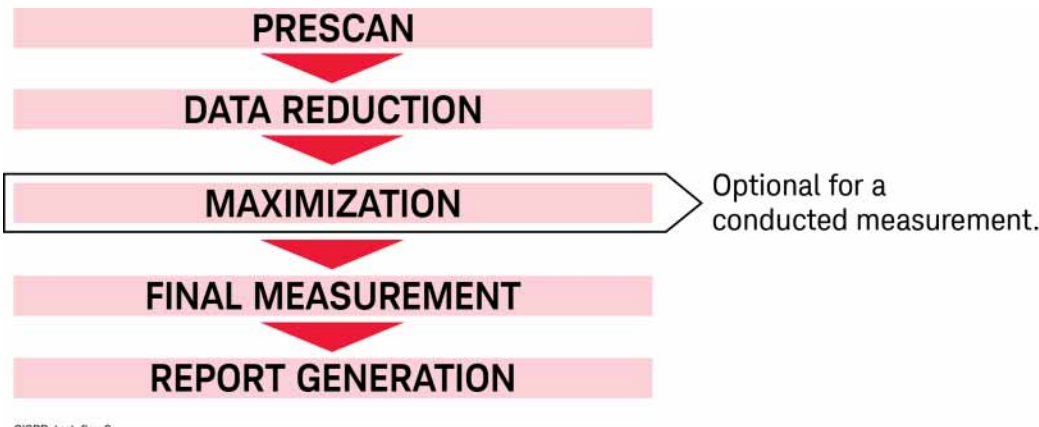 PRESCAN
DATA REDUCTION
MAXIMIZATION
Optional for a
conducted measurement.
FINAL MEASUREMENT
REPORT GENERATION